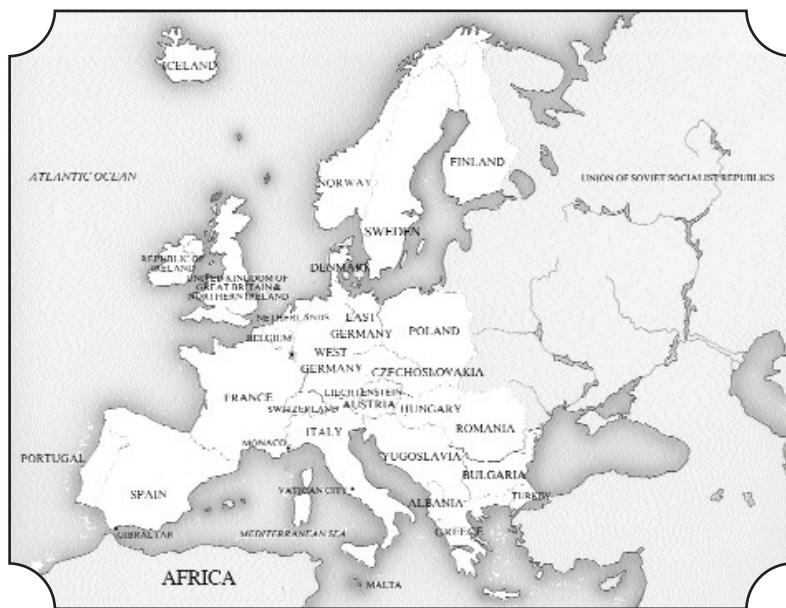 ICELAND
ATLANTIC OCEAN
NORWAY
FINLAND
UNION OF SOVIET SOCIALIST REPUBLICS
SWEDEN
REPUBLIC OF
IRELAND
DENMARK
UNITED KINGDOM OF
GREAT BRITAIN &
NORTHERN IRELAND
NETHERLANDS
EAST
GERMANY
POLAND
BELGIUM
WEST
GERMANY
CZECHOSLOVAKIA
FRANCE
LIECHTENSTEIN
SWITZERLAND
AUSTRIA
HUNGARY
ITALY
ROMANIA
MONACO
YUGOSLAVIA
PORTUGAL
SPAIN
VATICAN CITY
BULGARIA
ALBANIA
GIBRALTAR
MEDITERRANEAN SEA
GREECE
AFRICA
MALTA